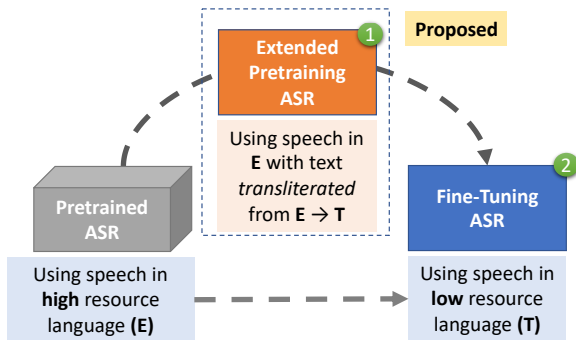 1
Proposed
Extended
Pretraining
ASR
Using speech in
E with text
transliterated
from E → T
Pretrained
ASR
Using speech in
high resource
language (E)
2
Fine-Tuning
ASR
Using speech in
low resource
language (T)